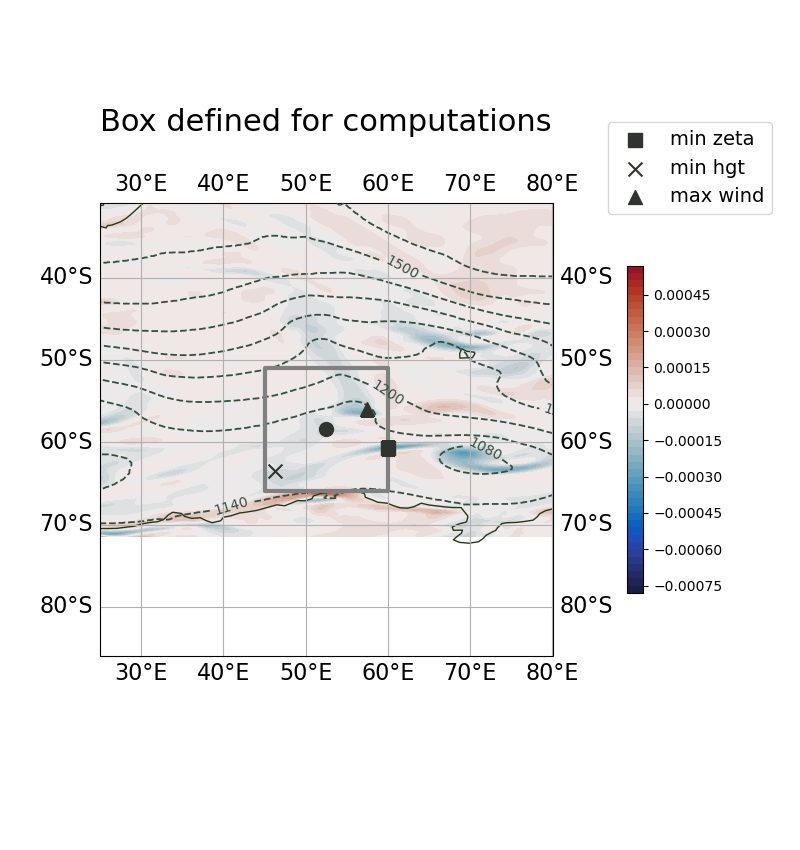 Box defined for computations
min zeta
min hgt
max wind
30°E 40°E 50°E 60°E 70°E 80°E
1500
40°S 40°S
0.00045
0.00030
50°S 50°S
0.00015
1200
0.00000
1
60°S 60°S
1080
−0.00015
−0.00030
1140
70°S 70°S
−0.00045
−0.00060
−0.00075
80°S 80°S
30°E 40°E 50°E 60°E 70°E 80°E